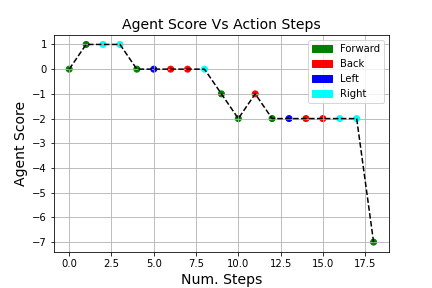 Agent Score Vs Action Steps
Agent Score
1
0
−1
−2
−3
−4
−5
−6
−7
Forward
Back
Left
Right
0.0 2.5 5.0 7.5 10.0 12.5 15.0 17.5
Num. Steps